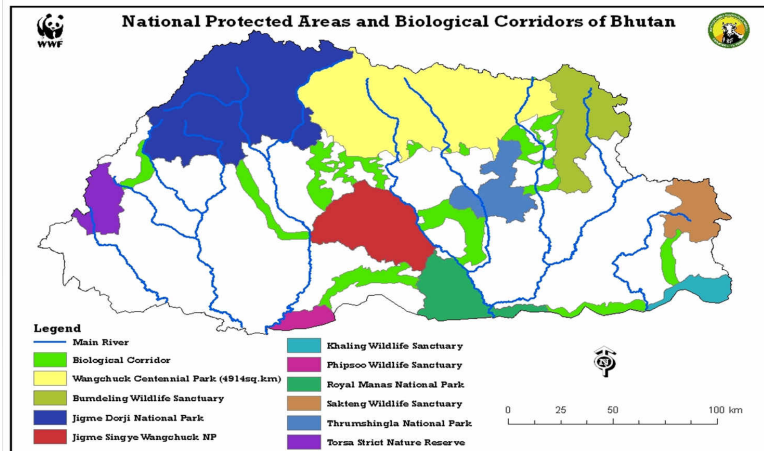 National Protected Areas and Biological Corridors of Bhutan
WWF
Legend
Main River
Biological Corridor
Wangchuck Centennial Park (4914sq.km)
Bumdeling Wildlife Sanctuary
Jigme Dorji National Park
Jigme Singye Wangchuck NP
Khaling Wildlife Sanctuary
Phipsoo Wildlife Sanctuary
Royal Manas National Park
Sakteng Wildlife Sanctuary
Thrumshingla National Park
Torsa Strict Nature Reserve
0 25 50 100 km